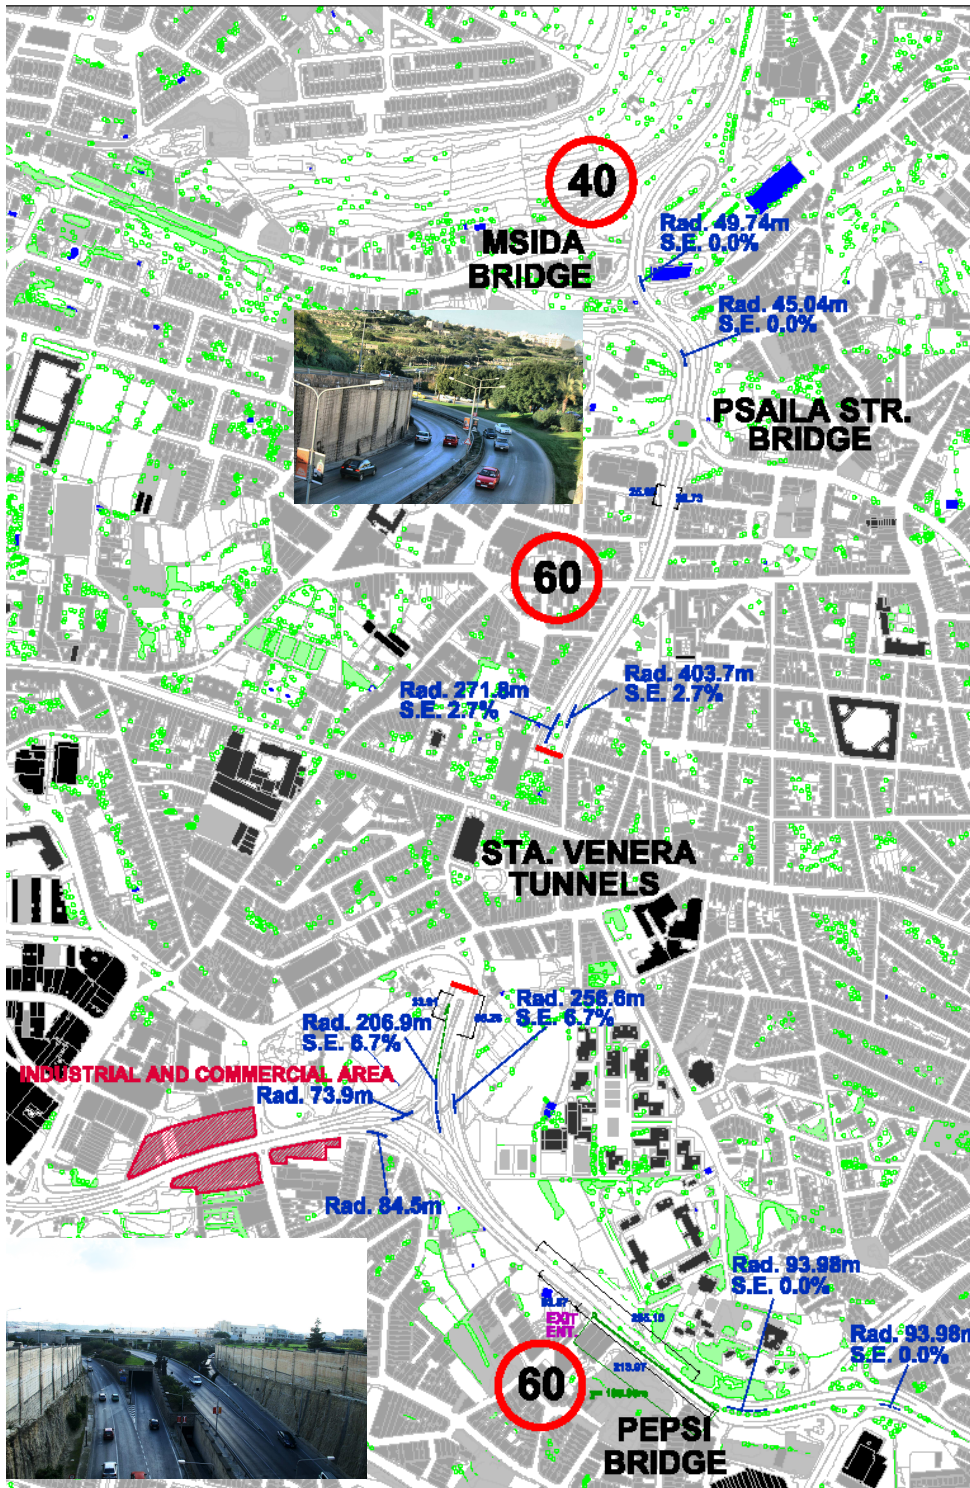 40
Rad. 49.74m
S.E. 0.0%
MSIDA
BRIDGE
Rad. 45.04m
S.E. 0.0%
PSAILA STR.
BRIDGE
60
Rad. 271.8m
S.E. 2.7%
Rad. 403.7m
S.E. 2.7%
STA. VENERA
TUNNELS
Rad. 256.6m
S.E. 6.7%
Rad. 206.9m
S.E. 6.7%
INDUSTRIAL AND COMMERCIAL AREA
Rad. 73.9m
Rad. 84.5m
Rad. 93.98m
S.E. 0.0%
EXIT
ENT.
213.97
Rad. 93.98m
S.E. 0.0%
60
PEPSI
BRIDGE